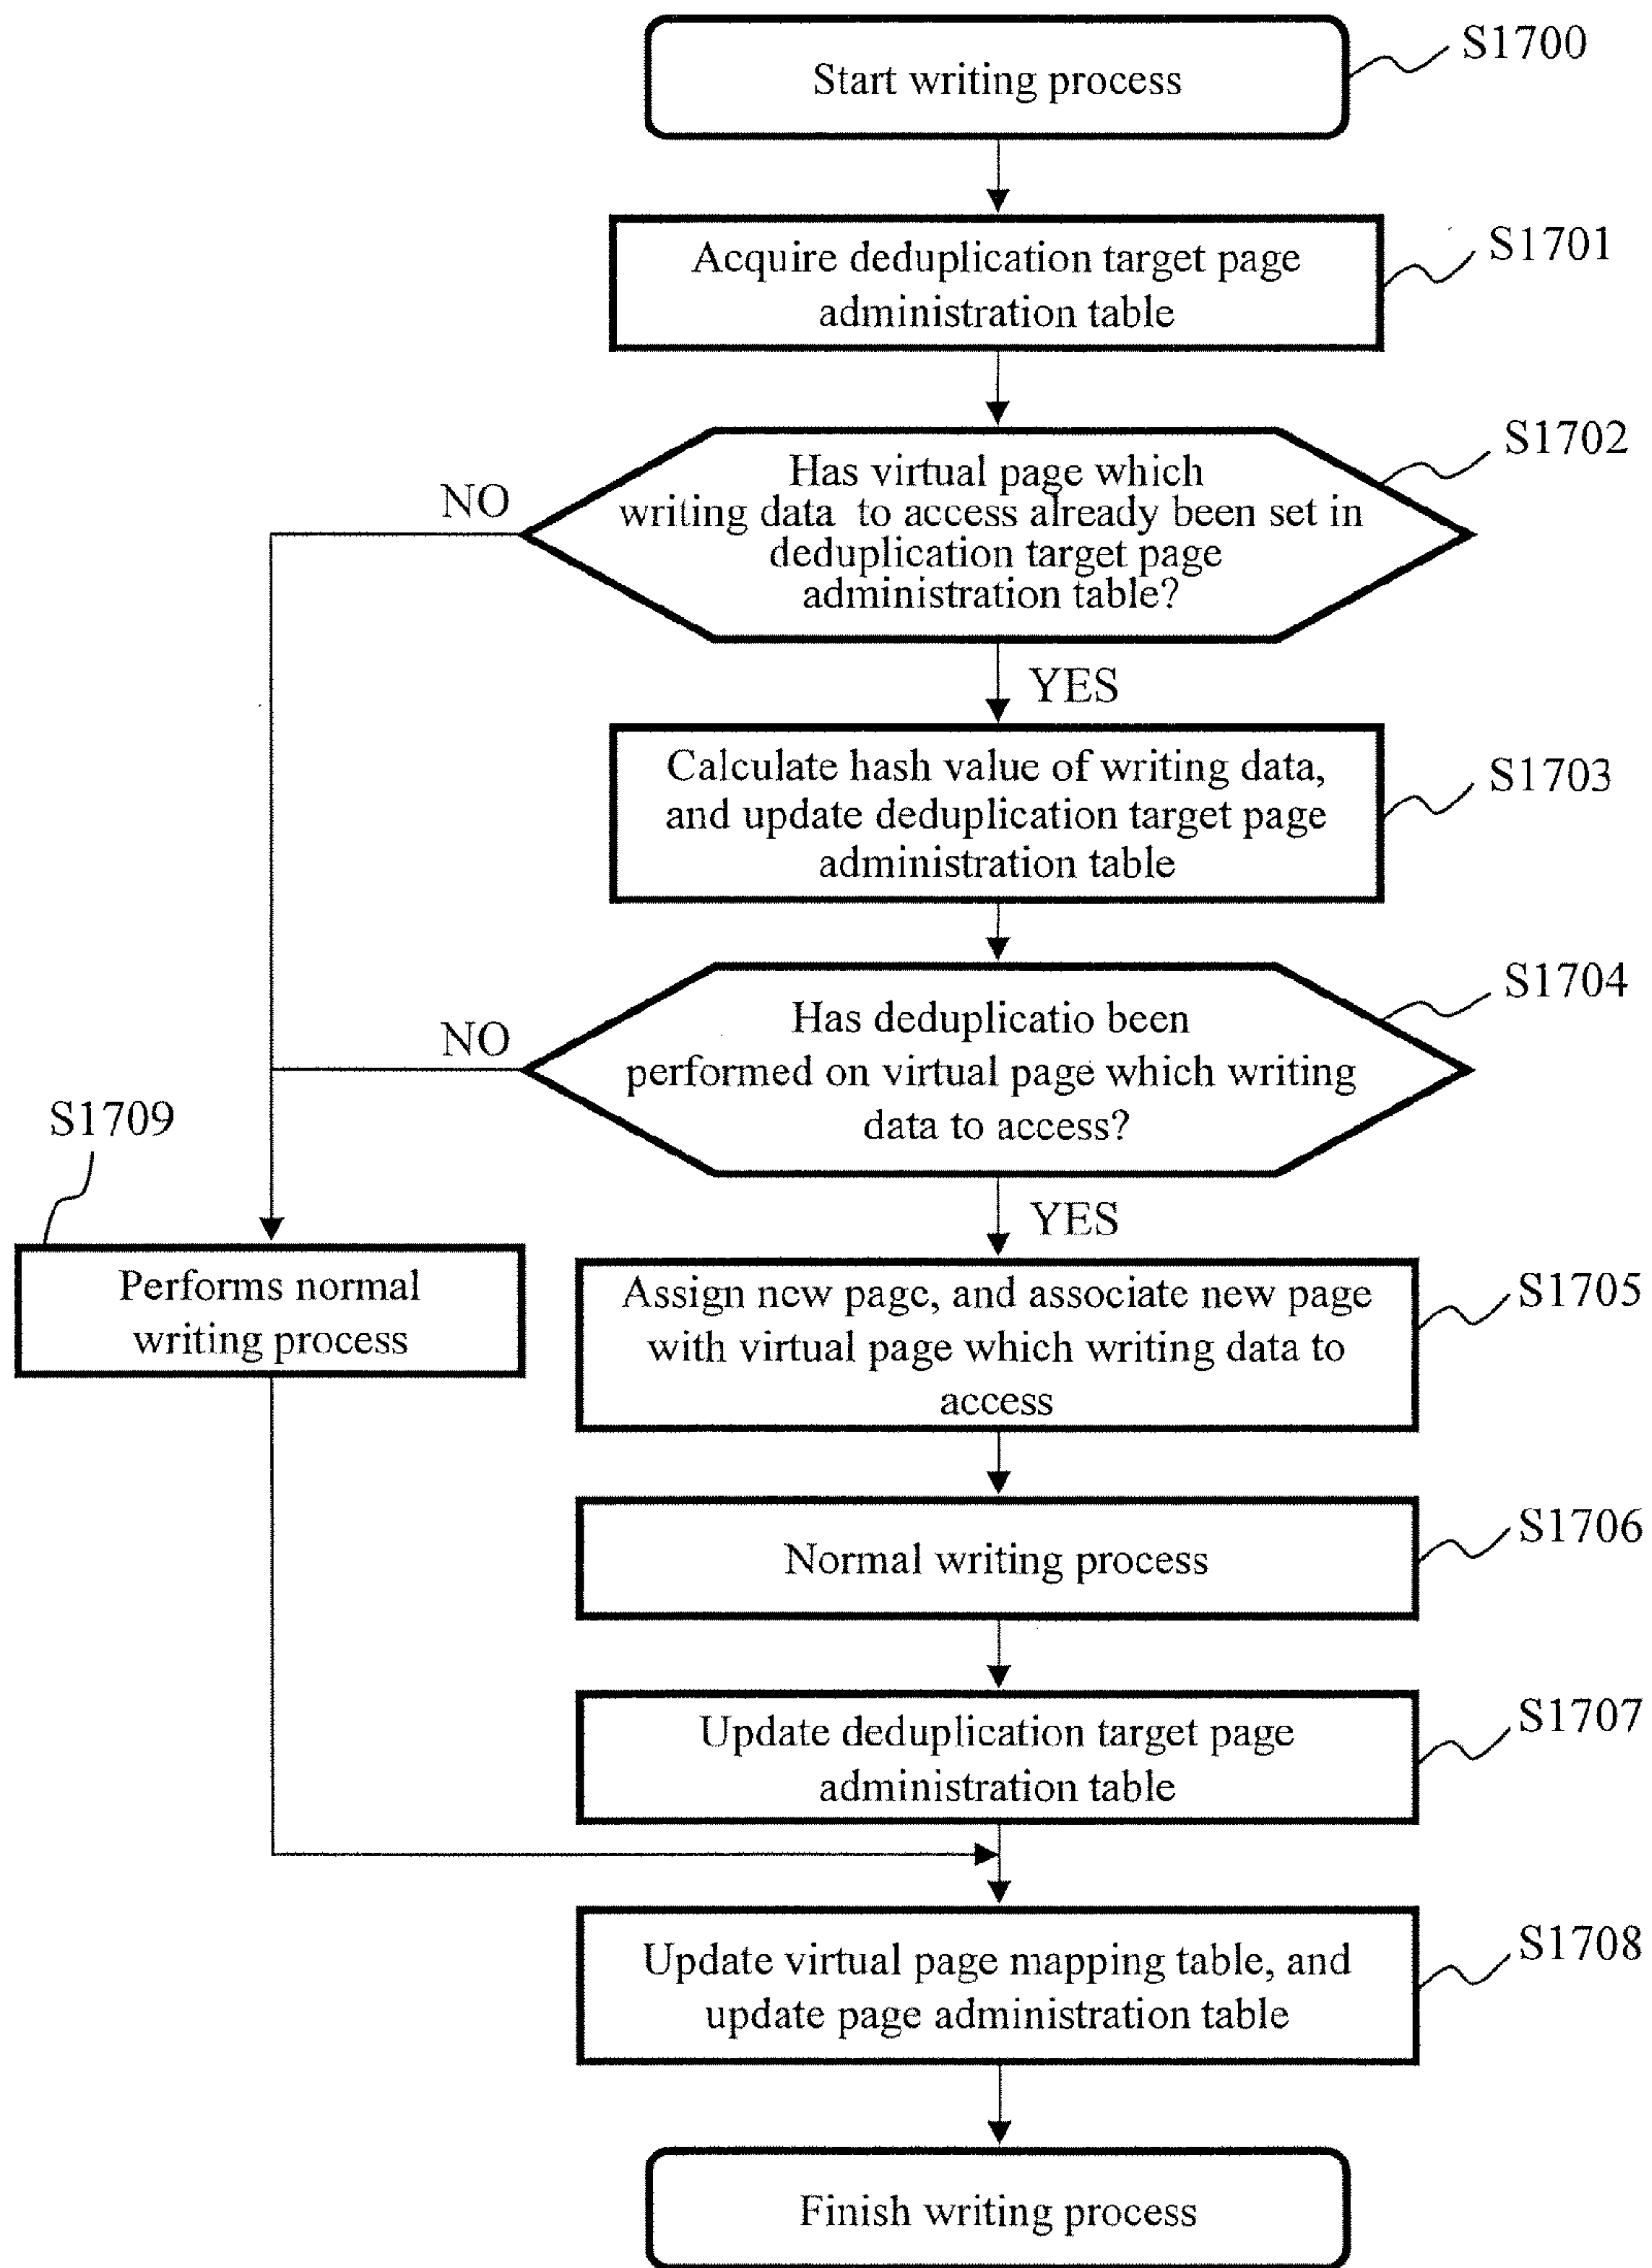 Start writing process
S1700
Acquire deduplication target page
administration table
S1701
Has virtual page which
writing data to access already been set in
deduplication target page
administration table?
S1702
NO
YES
Calculate hash value of writing data,
and update deduplication target page
administration table
S1703
Has deduplicatio been
performed on virtual page which writing
data to access?
S1704
NO
YES
S1709
Performs normal
writing process
Assign new page, and associate new page
with virtual page which writing data to
access
S1705
Normal writing process
S1706
Update deduplication target page
administration table
S1707
Update virtual page mapping table, and
update page administration table
S1708
Finish writing process